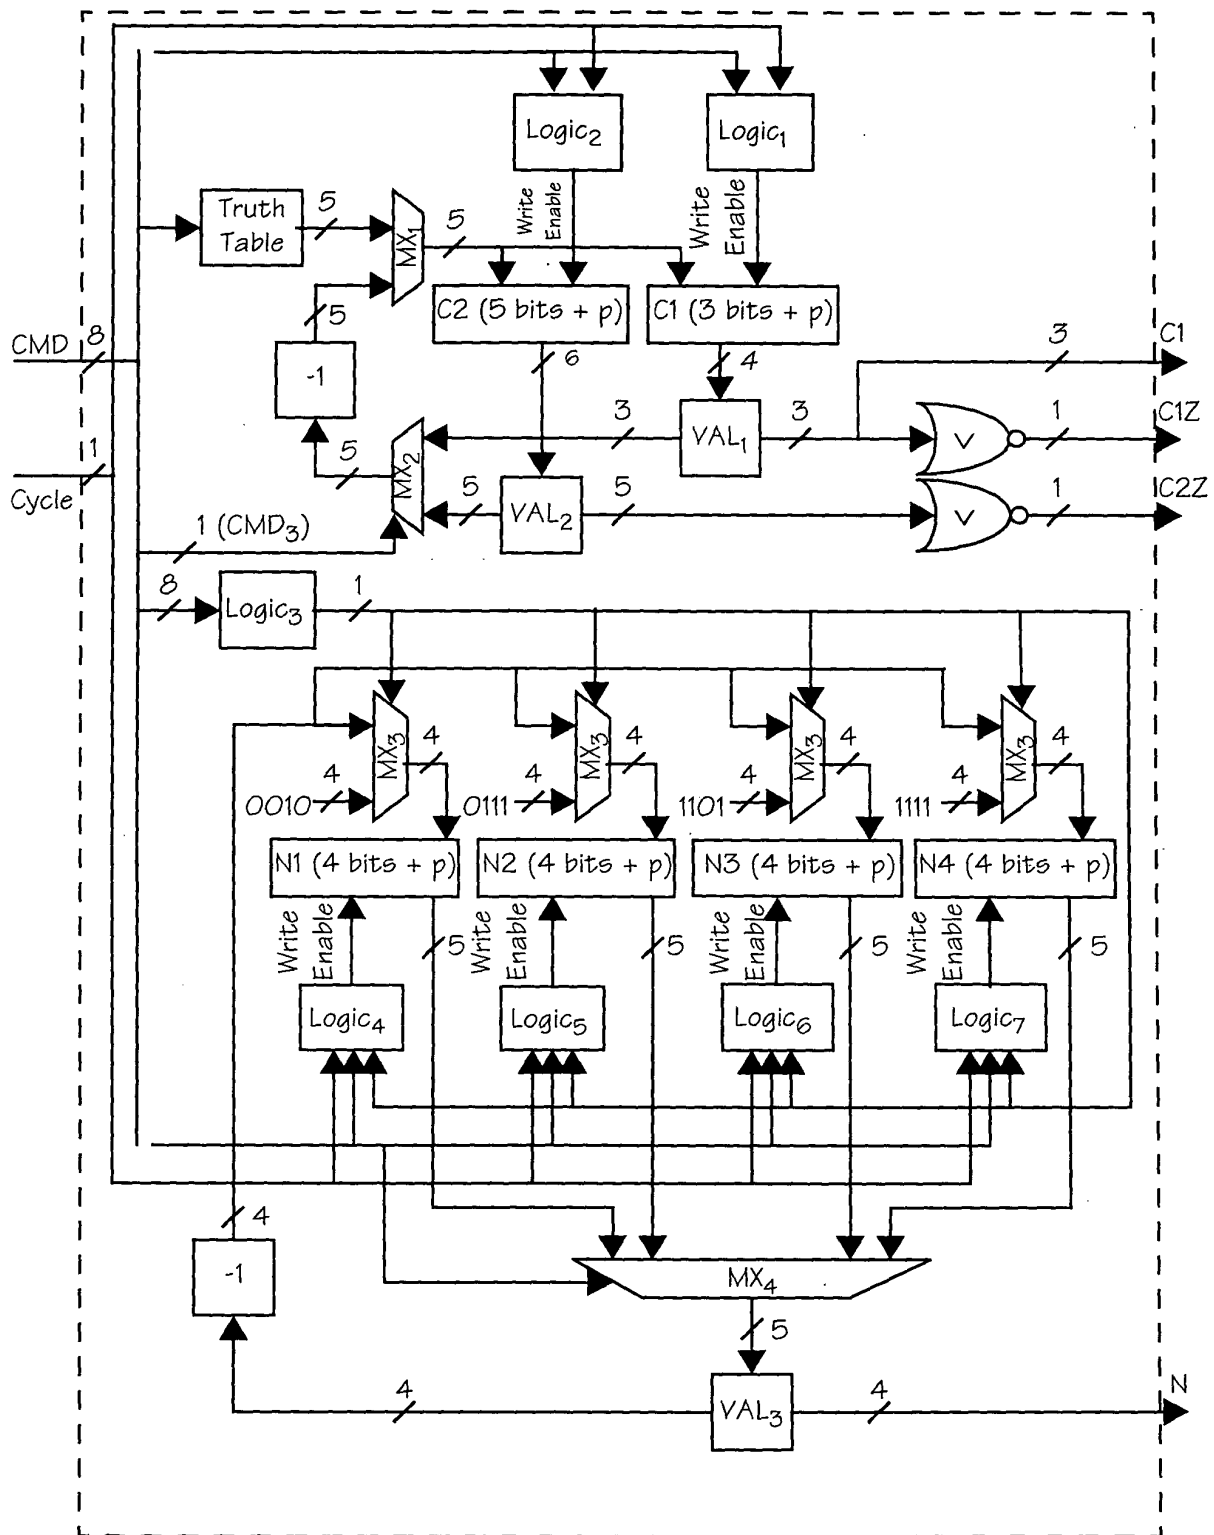 Logic2
Logic1
Write
Enable
Write
Enable
Truth
Table
5
MX1
5
C2 (5 bits + p)
C1 (3 bits + p)
5
CMD
8
-1
6
4
3
C1
3
VAL1
3
V
1
C1Z
Cycle
1
5
MX2
5
VAL2
5
V
1
C2Z
1 (CMD3)
8
Logic3
1
MX3
4
4
0010
MX3
4
4
0111
MX3
4
4
1101
MX3
4
4
1111
N1 (4 bits + p)
N2 (4 bits + p)
N3 (4 bits + p)
N4 (4 bits + p)
Write
Enable
5
Write
Enable
5
Write
Enable
5
Write
Enable
5
Logic4
Logic5
Logic6
Logic7
4
-1
MX4
5
4
VAL3
4
N